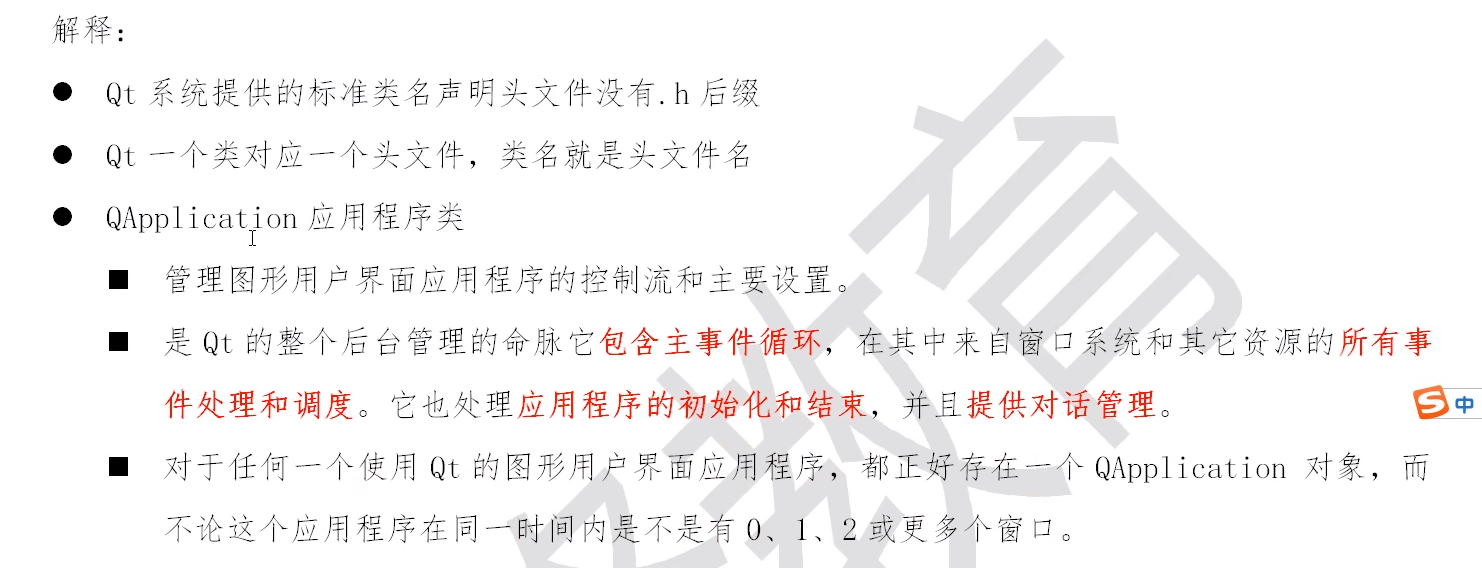 解释：
● Qt 系统提供的标准类名声明头文件没有.h 后缀
● Qt 一个类对应一个头文件，类名就是头文件名
● QApplication 应用程序类
■ 管理图形用户界面应用程序的控制流和主要设置。
■ 是 Qt 的整个后台管理的命脉它包含主事件循环，在其中来自窗口系统和其它资源的所有事
件处理和调度。它也处理应用程序的初始化和结束，并且提供对话管理。
■ 对于任何一个使用 Qt 的图形用户界面应用程序，都正好存在一个 QApplication 对象，而
不论这个应用程序在同一时间内是不是有 0、1、2 或更多个窗口。
教育
S 中